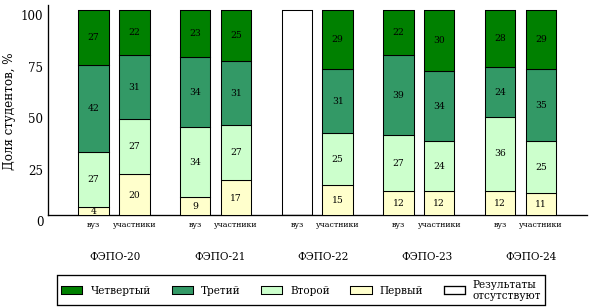 Доля студентов, %
100
75
50
25
0
27 22 23 25 29 22 30 28 29
42 31 34 31 31 39 34 24 35
27 27 34 27 25 27 24 36 25
4 20 9 17 15 12 12 12 11
вуз участники вуз участники вуз участники вуз участники вуз участники
ФЭПО-20 ФЭПО-21 ФЭПО-22 ФЭПО-23 ФЭПО-24
Четвертый Третий Второй Первый Результаты
отсутствуют